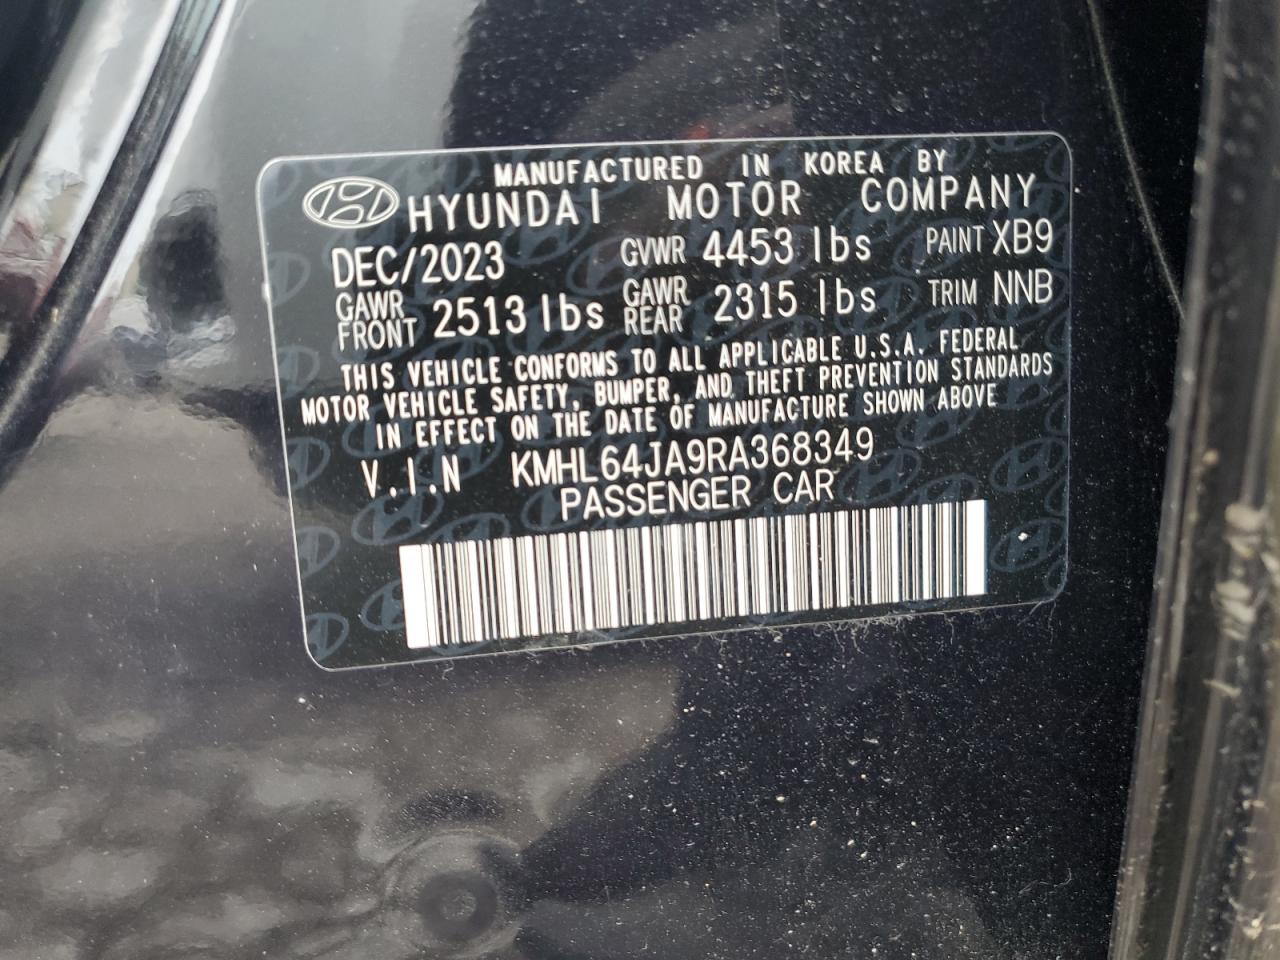 MANUFACTURED IN KOREA BY
HYUNDAI MOTOR COMPANY
DEC/2023 GVWR 4453 lbs PAINT XB9
GAWR FRONT 2513 lbs GAWR REAR 2315 lbs TRIM NNB
THIS VEHICLE CONFORMS TO ALL APPLICABLE U.S.A. FEDERAL
MOTOR VEHICLE SAFETY, BUMPER, AND THEFT PREVENTION STANDARDS
IN EFFECT ON THE DATE OF MANUFACTURE SHOWN ABOVE
V.I.N KMHL64JA9RA368349
PASSENGER CAR